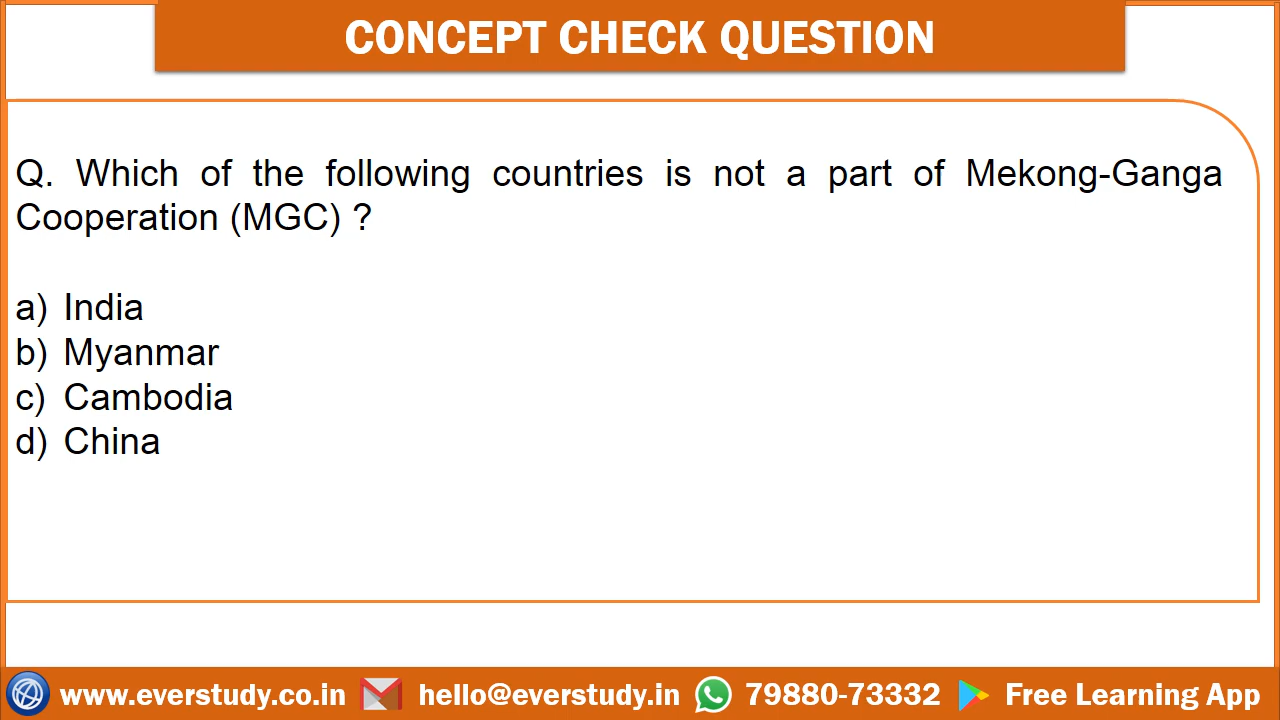 CONCEPT CHECK QUESTION
Q. Which of the following countries is not a part of Mekong-Ganga
Cooperation (MGC) ?
a) India
b) Myanmar
c) Cambodia
d) China
www.everstudy.co.in hello@everstudy.in 79880-73332 Free Learning App